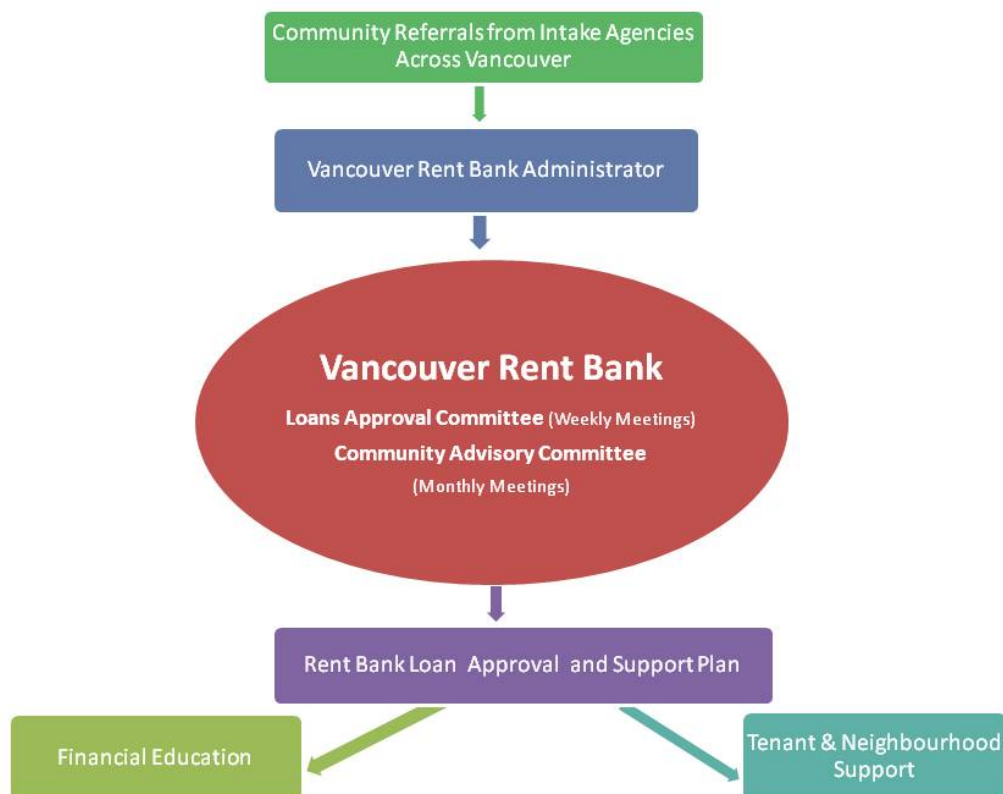 Community Referrals from Intake Agencies
Across Vancouver
Vancouver Rent Bank Administrator
Vancouver Rent Bank
Loans Approval Committee (Weekly Meetings)
Community Advisory Committee
(Monthly Meetings)
Rent Bank Loan Approval and Support Plan
Financial Education
Tenant & Neighbourhood
Support